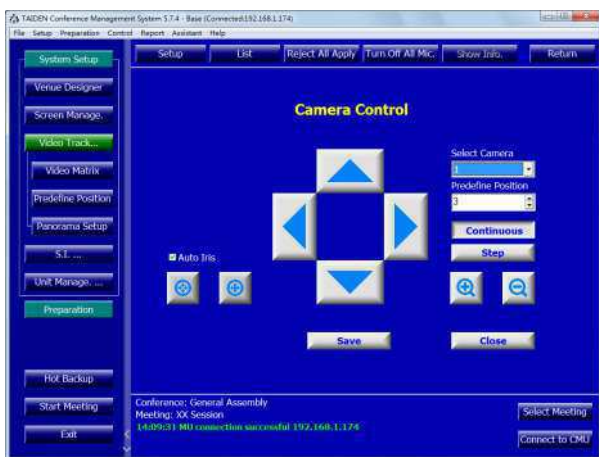 TAIDEN Conference Management System 5.7.4 - Base (Connected:192.168.1.174)
File Setup Preparation Control Report Assistant Help
System Setup
Venue Designer
Screen Manage.
Video Track...
Video Matrix
Predefine Position
Panorama Setup
S.I. ...
Unit Manage. ...
Preparation
Hot Backup
Start Meeting
Exit
Setup List Reject All Apply Turn Off All Mic. Show Info. Return
Camera Control
Select Camera
1
Predefine Position
3
Continuous
Step
Auto Iris
Save Close
Conference: General Assembly
Meeting: XX Session
14:09:31 MU connection successful 192.168.1.174
Select Meeting
Connect to CMU